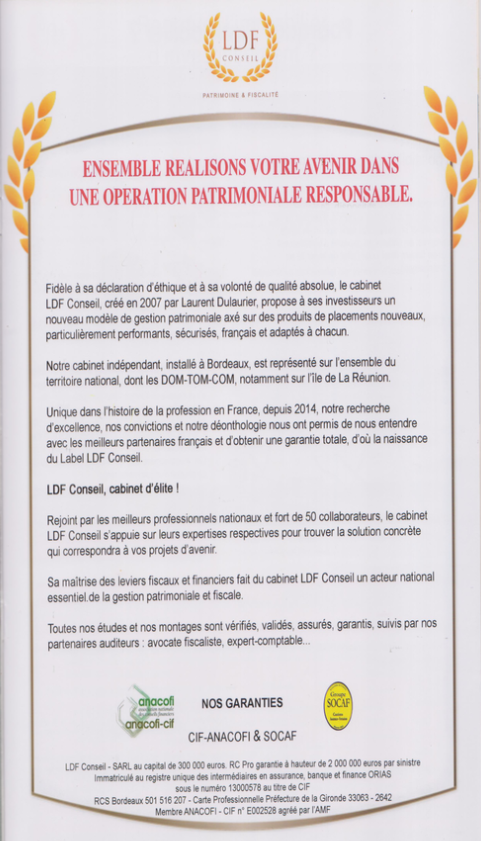 LDF
CONSEIL
PATRIMOINE & FISCALITÉ
ENSEMBLE REALISONS VOTRE AVENIR DANS
UNE OPERATION PATRIMONIALE RESPONSABLE.
Fidèle à sa déclaration d'éthique et à sa volonté de qualité absolue, le cabinet
LDF Conseil, créé en 2007 par Laurent Dulaurier, propose à ses investisseurs un
nouveau modèle de gestion patrimoniale axé sur des produits de placements nouveaux,
particulièrement performants, sécurisés, français et adaptés à chacun.
Notre cabinet indépendant, installé à Bordeaux, est représenté sur l'ensemble du
territoire national, dont les DOM-TOM-COM, notamment sur l'île de La Réunion.
Unique dans l'histoire de la profession en France, depuis 2014, notre recherche
d'excellence, nos convictions et notre déonthologie nous ont permis de nous entendre
avec les meilleurs partenaires français et d'obtenir une garantie totale, d'où la naissance
du Label LDF Conseil.
LDF Conseil, cabinet d'élite !
Rejoint par les meilleurs professionnels nationaux et fort de 50 collaborateurs, le cabinet
LDF Conseil s'appuie sur leurs expertises respectives pour trouver la solution concrète
qui correspondra à vos projets d'avenir.
Sa maîtrise des leviers fiscaux et financiers fait du cabinet LDF Conseil un acteur national
essentiel.de la gestion patrimoniale et fiscale.
Toutes nos études et nos montages sont vérifiés, validés, assurés, garantis, suivis par nos
partenaires auditeurs : avocate fiscaliste, expert-comptable...
anacofi
anacofi-cif
NOS GARANTIES
Groupe
SOCAF
CIF-ANACOFI & SOCAF
LDF Conseil - SARL au capital de 300 000 euros. RC Pro garantie à hauteur de 2 000 000 euros par sinistre
Immatriculé au registre unique des intermédiaires en assurance, banque et finance ORIAS
sous le numéro 13000578 au titre de CIF
RCS Bordeaux 501 516 207 - Carte Professionnelle Préfecture de la Gironde 33063 - 2642
Membre ANACOFI - CIF n° E002528 agréé par l'AMF